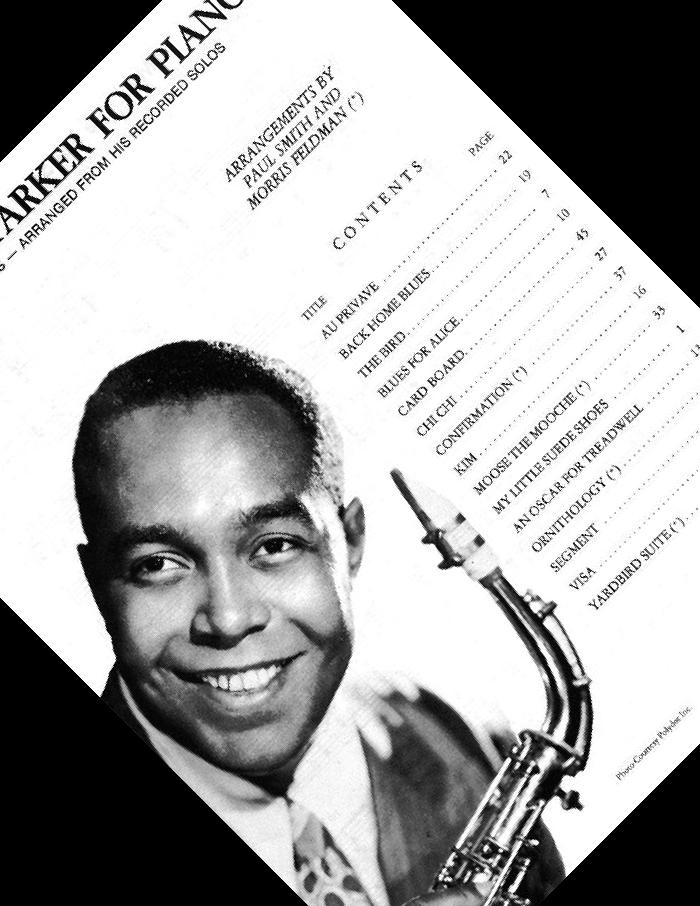 PARKER FOR PIANO
S — ARRANGED FROM HIS RECORDED SOLOS
ARRANGEMENTS BY
PAUL SMITH AND
MORRIS FELDMAN (*)
CONTENTS
TITLE PAGE
AU PRIVAVE 22
BACK HOME BLUES 19
THE BIRD 7
BLUES FOR ALICE 10
CARD BOARD 45
CHI CHI 27
CONFIRMATION (*) 37
KIM 16
MOOSE THE MOOCHE (*) 33
MY LITTLE SUEDE SHOES 1
AN OSCAR FOR TREADWELL
ORNITHOLOGY (*)
SEGMENT
VISA
YARDBIRD SUITE (*)
Photo Courtesy Polydor Inc.